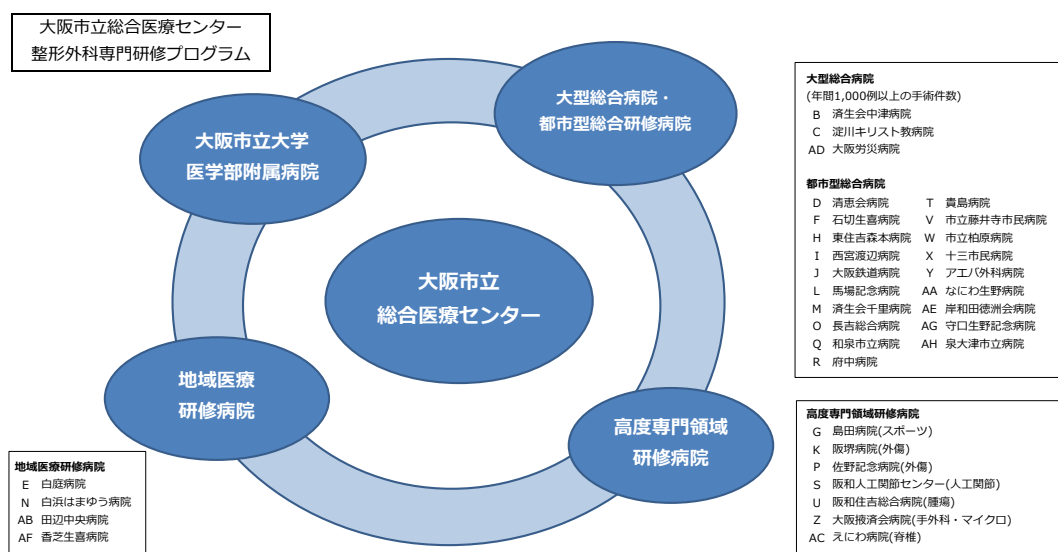 大阪市立総合医療センター
整形外科専門研修プログラム
大型総合病院・
都市型総合研修病院
大阪市立大学
医学部附属病院
大阪市立
総合医療センター
地域医療
研修病院
高度専門領域
研修病院
大型総合病院
(年間1,000例以上の手術件数)
B 済生会中津病院
C 淀川キリスト教病院
AD 大阪労災病院
都市型総合病院
D 清恵会病院 T 貴島病院
F 石切生喜病院 V 市立藤井寺市民病院
H 東住吉森本病院 W 市立柏原病院
I 西宮渡辺病院 X 十三市民病院
J 大阪鉄道病院 Y アエバ外科病院
L 馬場記念病院 AA なにわ生野病院
M 済生会千里病院 AE 岸和田徳洲会病院
O 長吉総合病院 AG 守口生野記念病院
Q 和泉市立病院 AH 泉大津市立病院
R 府中病院
高度専門領域研修病院
G 島田病院(スポーツ)
K 阪堺病院(外傷)
P 佐野記念病院(外傷)
S 阪和人工関節センター(人工関節)
U 阪和住吉総合病院(腫瘍)
Z 大阪掖済会病院(手外科・マイクロ)
AC えにわ病院(脊椎)
地域医療研修病院
E 白庭病院
N 白浜はまゆう病院
AB 田辺中央病院
AF 香芝生喜病院